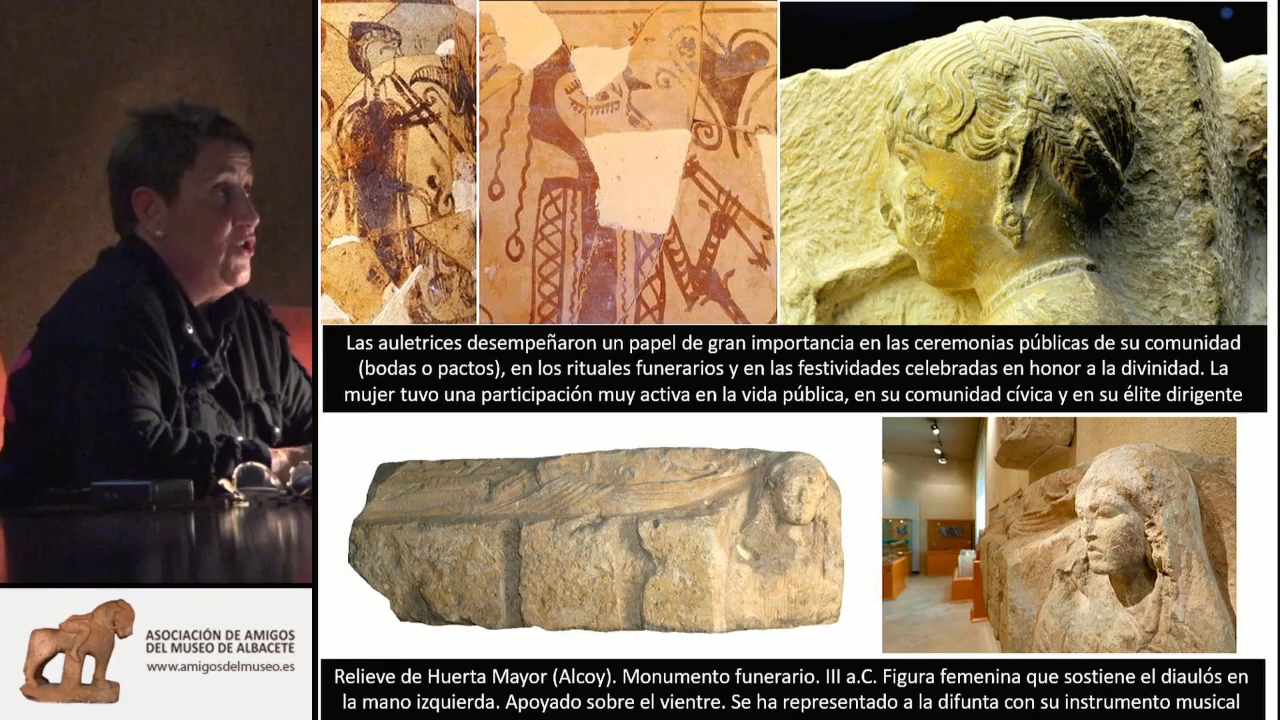 Las auletrices desempeñaron un papel de gran importancia en las ceremonias públicas de su comunidad
(bodas o pactos), en los rituales funerarios y en las festividades celebradas en honor a la divinidad. La
mujer tuvo una participación muy activa en la vida pública, en su comunidad cívica y en su élite dirigente
ASOCIACIÓN DE AMIGOS
DEL MUSEO DE ALBACETE
www.amigosdelmuseo.es
Relieve de Huerta Mayor (Alcoy). Monumento funerario. III a.C. Figura femenina que sostiene el diaulós en
la mano izquierda. Apoyado sobre el vientre. Se ha representado a la difunta con su instrumento musical